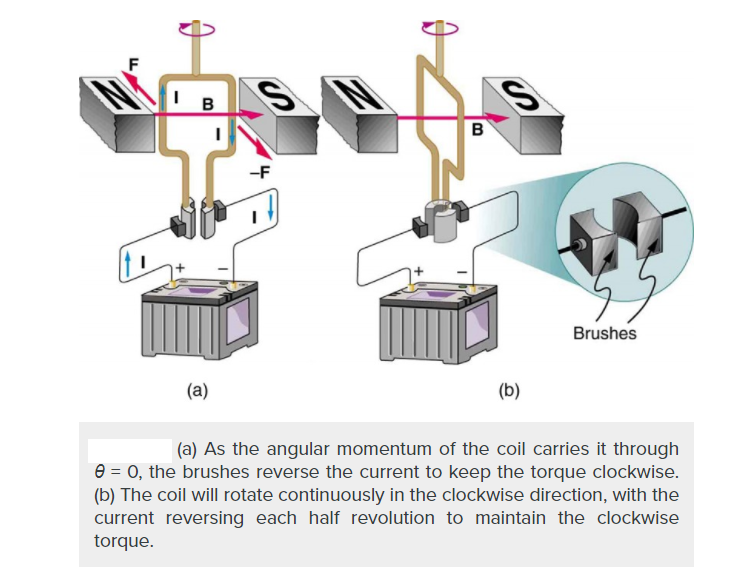 F
N
I
B
S
I
-F
I
I
+
−
(a)
N
S
B
+
−
Brushes
(b)
(a) As the angular momentum of the coil carries it through
θ = 0, the brushes reverse the current to keep the torque clockwise.
(b) The coil will rotate continuously in the clockwise direction, with the
current reversing each half revolution to maintain the clockwise
torque.